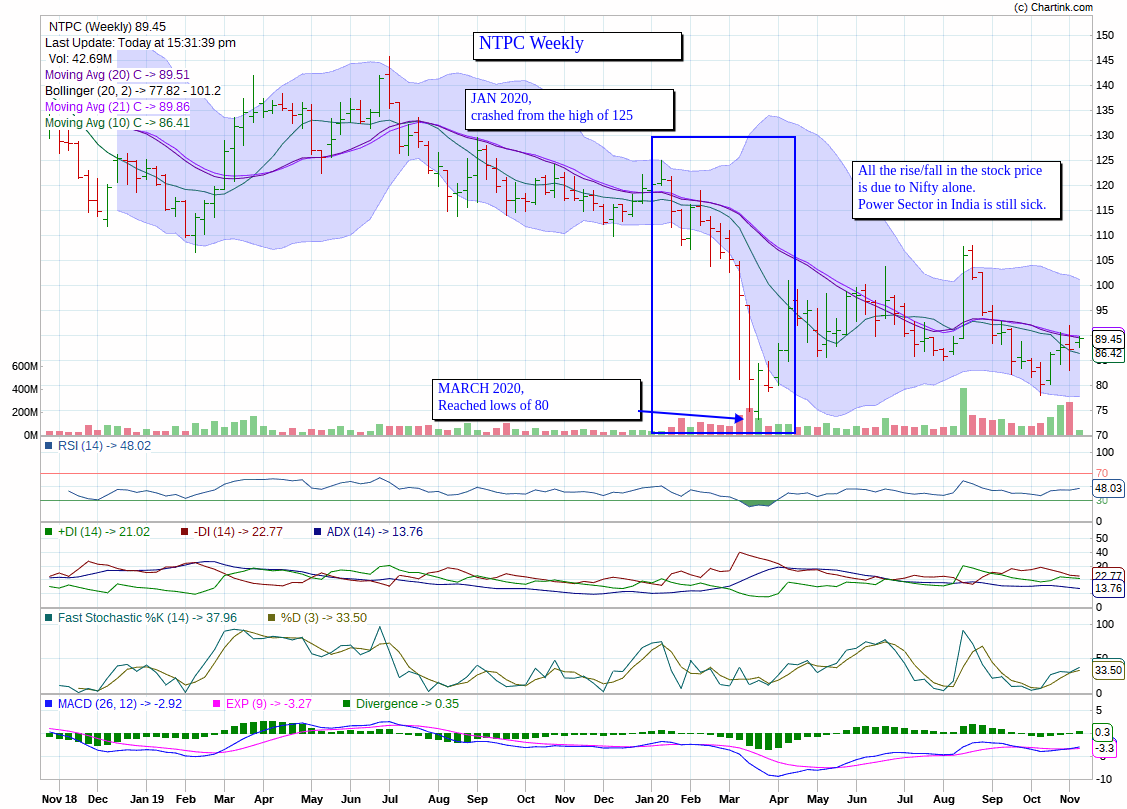 (c) Chartink.com
NTPC (Weekly) 89.45
Last Update: Today at 15:31:39 pm
Vol: 42.69M
Moving Avg (20) C -> 89.51
Bollinger (20, 2) -> 77.82 - 101.2
Moving Avg (21) C -> 89.86
Moving Avg (10) C -> 86.41
NTPC Weekly
JAN 2020,
crashed from the high of 125
All the rise/fall in the stock price
is due to Nifty alone.
Power Sector in India is still sick.
MARCH 2020,
Reached lows of 80
150
145
140
135
130
125
120
115
110
105
100
95
89.45
86.42
80
75
70
600M
400M
200M
0M
RSI (14) -> 48.02
100
70
48.03
30
0
+DI (14) -> 21.02 -DI (14) -> 22.77 ADX (14) -> 13.76
50
40
20
22.77
13.76
0
Fast Stochastic %K (14) -> 37.96 %D (3) -> 33.50
100
50
33.50
0
MACD (26, 12) -> -2.92 EXP (9) -> -3.27 Divergence -> 0.35
5
0.3
-3.3
-10
Nov 18 Dec Jan 19 Feb Mar Apr May Jun Jul Aug Sep Oct Nov Dec Jan 20 Feb Mar Apr May Jun Jul Aug Sep Oct Nov